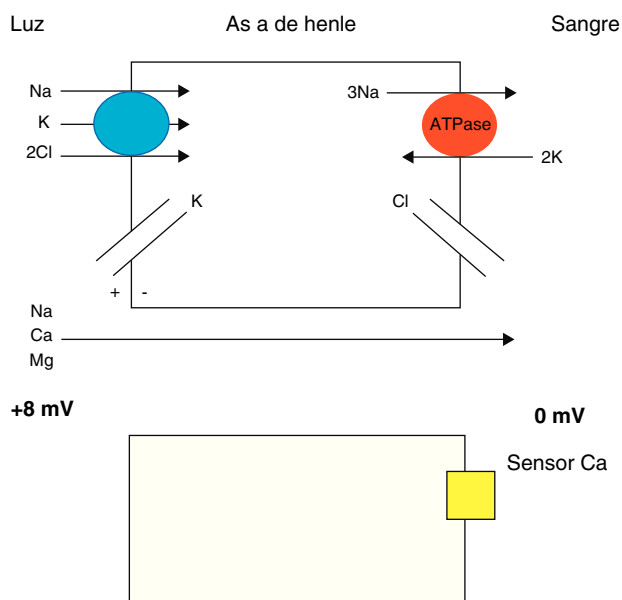 Luz As a de henle Sangre
Na 3Na
K ATPase
2Cl 2K
K Cl
+ -
Na
Ca
Mg
+8 mV 0 mV
Sensor Ca